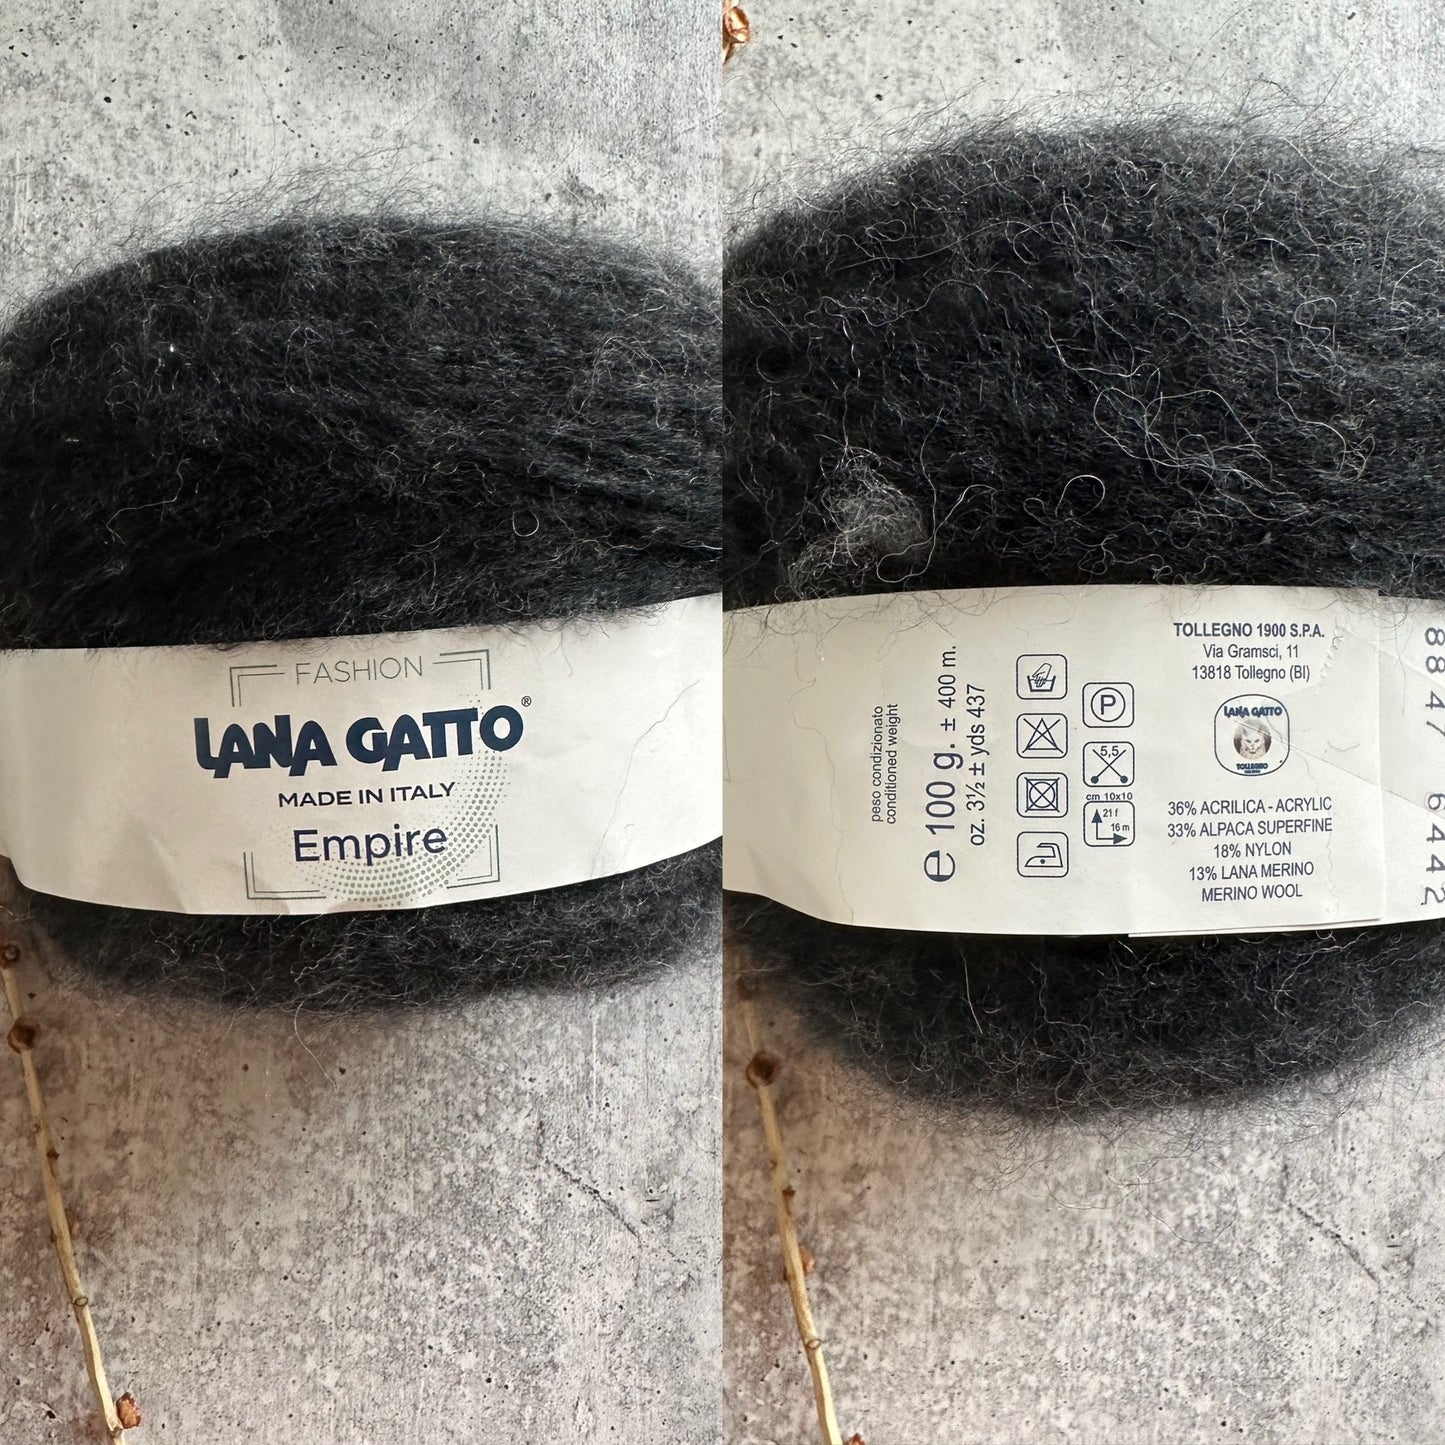 FASHION
LANA GATTO®
MADE IN ITALY
Empire
peso condizionato
conditioned weight
e 100 g. ± 400 m.
oz. 3½ ± yds 437
P
5,5
cm 10x10
21 f
16 m
TOLLEGNO 1900 S.P.A.
Via Gramsci, 11
13818 Tollegno (BI)
LANA GATTO
TOLLEGNO
36% ACRILICA - ACRYLIC
33% ALPACA SUPERFINE
18% NYLON
13% LANA MERINO
MERINO WOOL
8847 6442